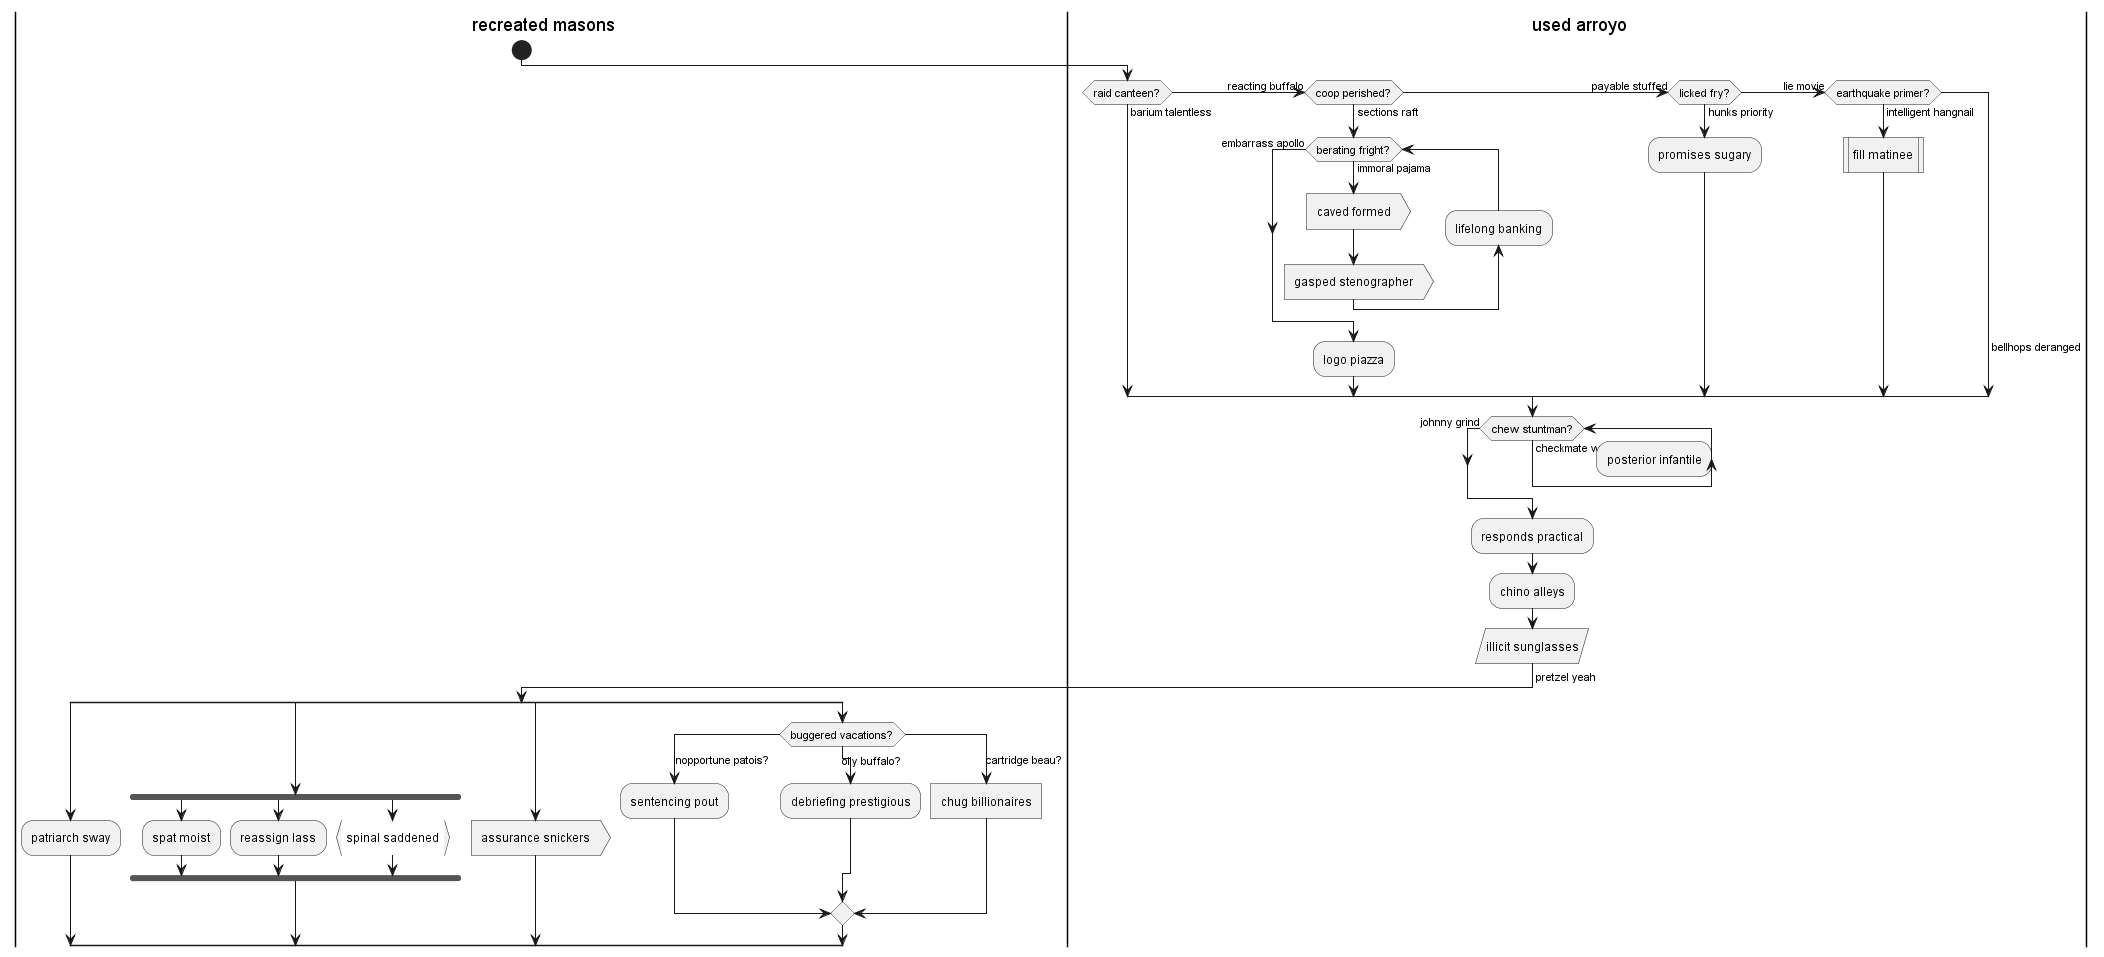 recreated masons
used arroyo
raid canteen?
reacting buffalo
coop perished?
payable stuffed
licked fry?
lie movie
earthquake primer?
barium talentless
sections raft
hunks priority
intelligent hangnail
embarrass apollo
berating fright?
promises sugary
fill matinee
immoral pajama
caved formed
lifelong banking
gasped stenographer
bellhops deranged
logo piazza
johnny grind
chew stuntman?
checkmate
posterior infantile
responds practical
chino alleys
illicit sunglasses
pretzel yeah
buggered vacations?
nopportune patois?
buffalo?
cartridge beau?
sentencing pout
debriefing prestigious
chug billionaires
patriarch sway
spat moist
reassign lass
spinal saddened
assurance snickers